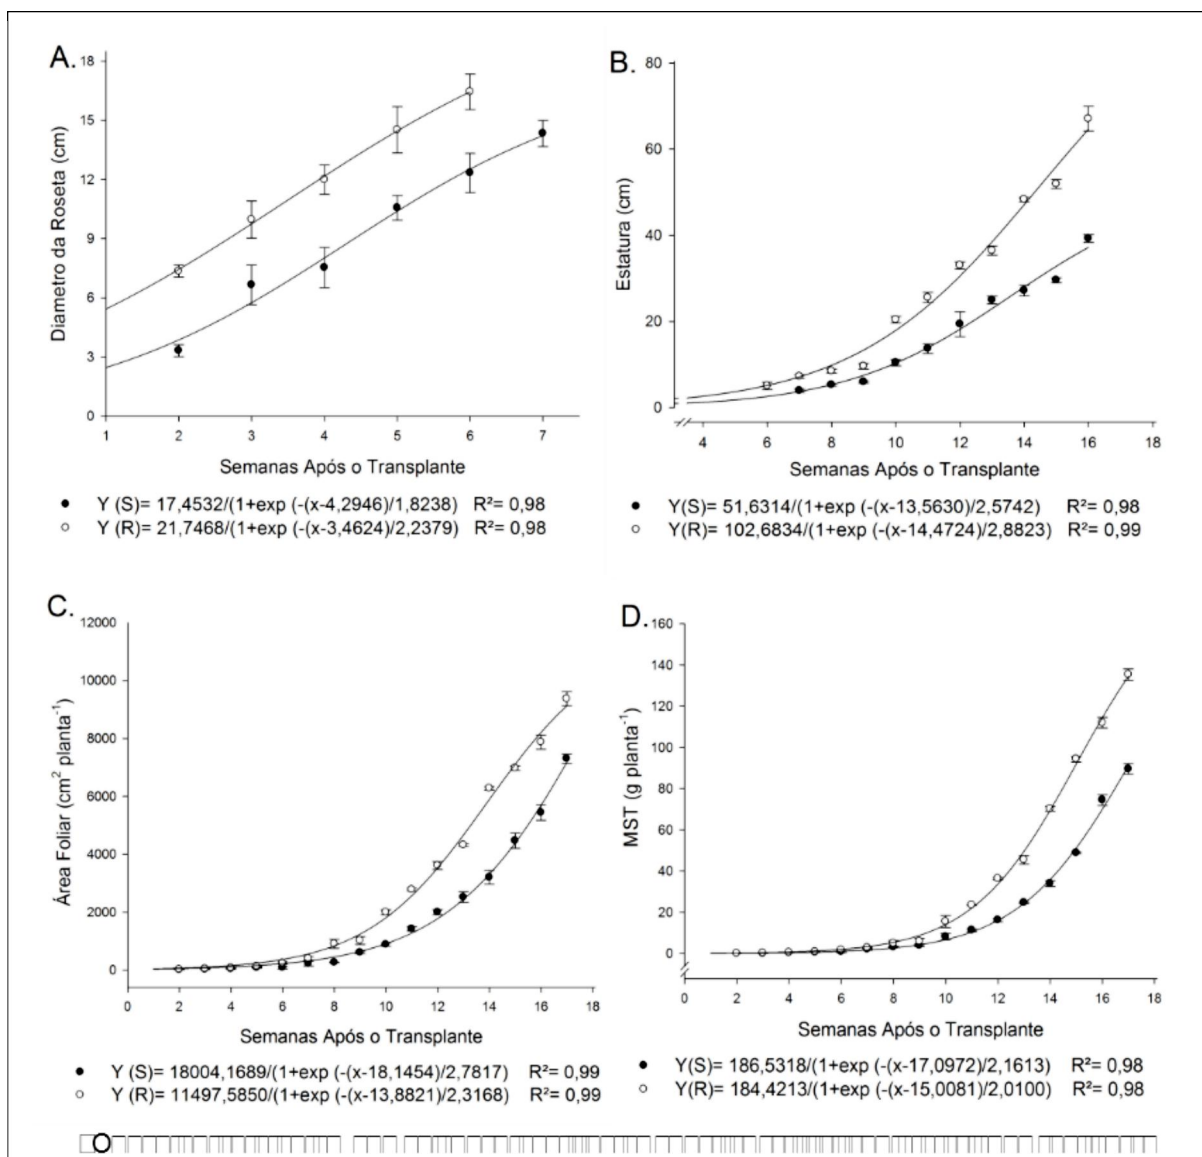 A.
18
15
12
9
6
3
0
Diametro da Roseta (cm)
1 2 3 4 5 6 7
Semanas Após o Transplante
Y (S)= 17,4532/(1+exp (-(x-4,2946)/1,8238) R²= 0,98
Y (R)= 21,7468/(1+exp (-(x-3,4624)/2,2379) R²= 0,98
B.
80
60
40
20
0
Estatura (cm)
4 6 8 10 12 14 16 18
Semanas Após o Transplante
Y(S)= 51,6314/(1+exp (-(x-13,5630)/2,5742) R²= 0,98
Y(R)= 102,6834/(1+exp (-(x-14,4724)/2,8823) R²= 0,99
C.
12000
10000
8000
6000
4000
2000
0
Área Foliar (cm² planta⁻¹)
0 2 4 6 8 10 12 14 16 18
Semanas Após o Transplante
Y (S)= 18004,1689/(1+exp (-(x-18,1454)/2,7817) R²= 0,99
Y (R)= 11497,5850/(1+exp (-(x-13,8821)/2,3168) R²= 0,99
D.
160
140
120
100
80
60
40
20
0
MST (g planta⁻¹)
0 2 4 6 8 10 12 14 16 18
Semanas Após o Transplante
Y(S)= 186,5318/(1+exp (-(x-17,0972)/2,1613) R²= 0,98
Y(R)= 184,4213/(1+exp (-(x-15,0081)/2,0100) R²= 0,98